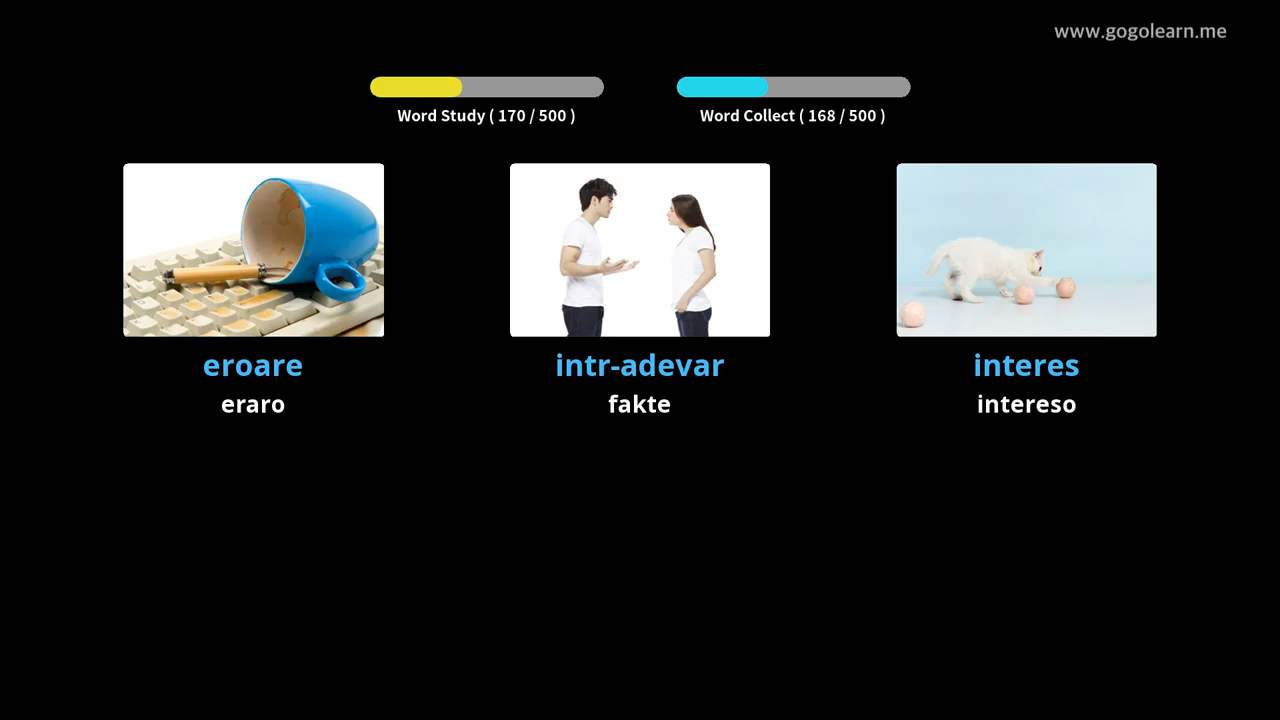 www.gogolearn.me
Word Study ( 170 / 500 )
Word Collect ( 168 / 500 )
eroare
intr-adevar
interes
eraro
fakte
intereso